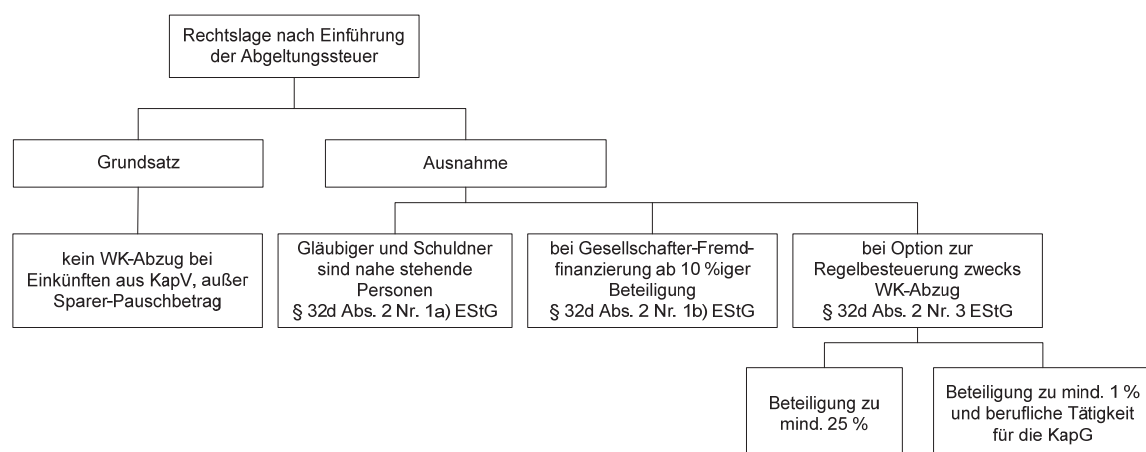 Rechtslage nach Einführung
der Abgeltungssteuer
Grundsatz
Ausnahme
kein WK-Abzug bei
Einkünften aus KapV, außer
Sparer-Pauschbetrag
Gläubiger und Schuldner
sind nahe stehende
Personen
§ 32d Abs. 2 Nr. 1a) EStG
bei Gesellschafter-Fremd-
finanzierung ab 10 %iger
Beteiligung
§ 32d Abs. 2 Nr. 1b) EStG
bei Option zur
Regelbesteuerung zwecks
WK-Abzug
§ 32d Abs. 2 Nr. 3 EStG
Beteiligung zu
mind. 25 %
Beteiligung zu mind. 1 %
und berufliche Tätigkeit
für die KapG